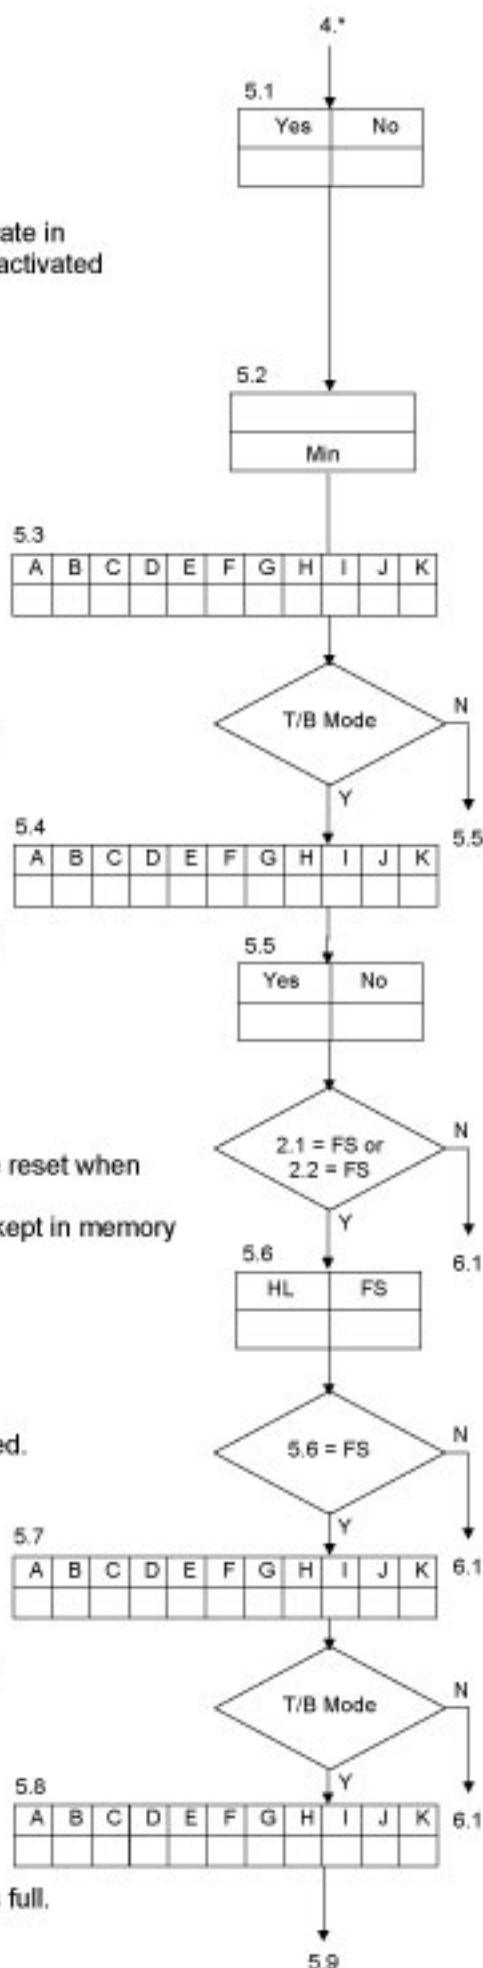 4.*
5.1
Yes No
ate in
activated
5.2
Min
5.3
A B C D E F G H I J K
T/B Mode
N
Y
5.5
5.4
A B C D E F G H I J K
5.5
Yes No
2.1 = FS or
2.2 = FS
N
reset when
Y
kept in memory
6.1
5.6
HL FS
5.6 = FS
N
ed.
Y
5.7
A B C D E F G H I J K
6.1
T/B Mode
N
Y
5.8
A B C D E F G H I J K
6.1
full.
5.9